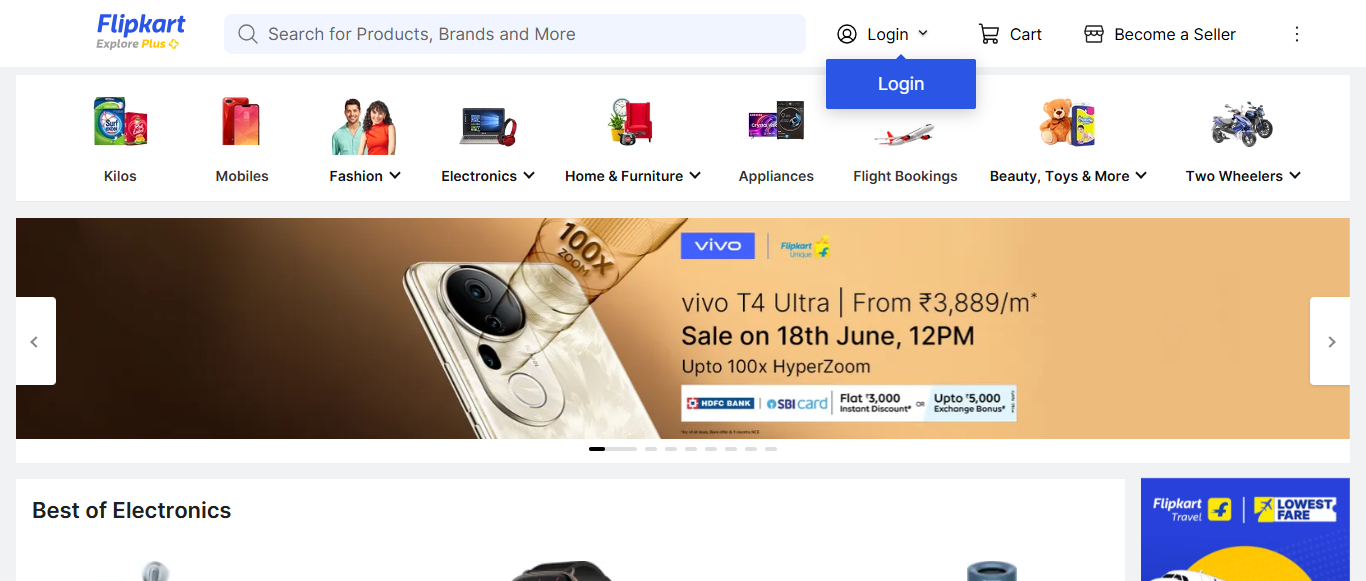 Flipkart
Explore Plus
Search for Products, Brands and More
Login
Cart
Become a Seller
Login
Kilos
Mobiles
Fashion
Electronics
Home & Furniture
Appliances
Flight Bookings
Beauty, Toys & More
Two Wheelers
100X
ZOOM
vivo
Flipkart
Unique
vivo T4 Ultra | From ₹3,889/m*
Sale on 18th June, 12PM
Upto 100x HyperZoom
HDFC BANK | SBI card
Flat ₹3,000
Instant Discount*
OR
Upto ₹5,000
Exchange Bonus*
Best of Electronics
Flipkart
Travel
LOWEST
FARE